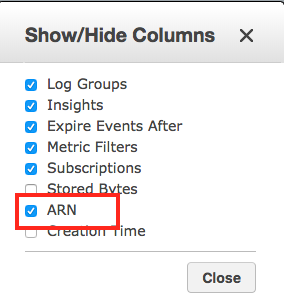 Show/Hide Columns
Log Groups
Insights
Expire Events After
Metric Filters
Subscriptions
Stored Bytes
ARN
Creation Time
Close